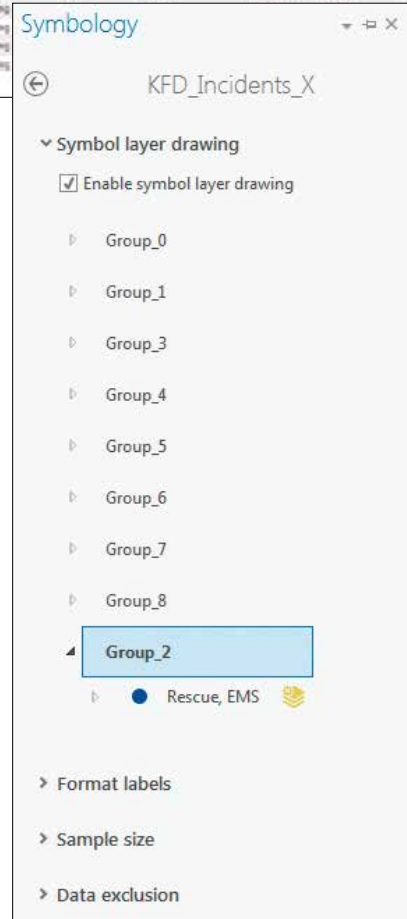 Symbology
KFD_Incidents_X
Symbol layer drawing
Enable symbol layer drawing
Group_0
Group_1
Group_3
Group_4
Group_5
Group_6
Group_7
Group_8
Group_2
Rescue, EMS
Format labels
Sample size
Data exclusion